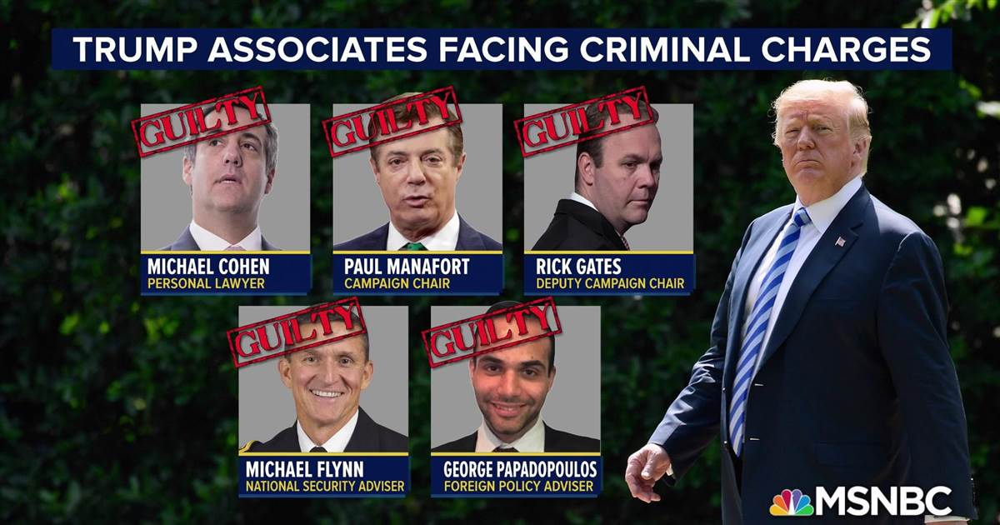 TRUMP ASSOCIATES FACING CRIMINAL CHARGES
GUILTY
MICHAEL COHEN
PERSONAL LAWYER
GUILTY
PAUL MANAFORT
CAMPAIGN CHAIR
GUILTY
RICK GATES
DEPUTY CAMPAIGN CHAIR
GUILTY
MICHAEL FLYNN
NATIONAL SECURITY ADVISER
GUILTY
GEORGE PAPADOPOULOS
FOREIGN POLICY ADVISER
MSNBC